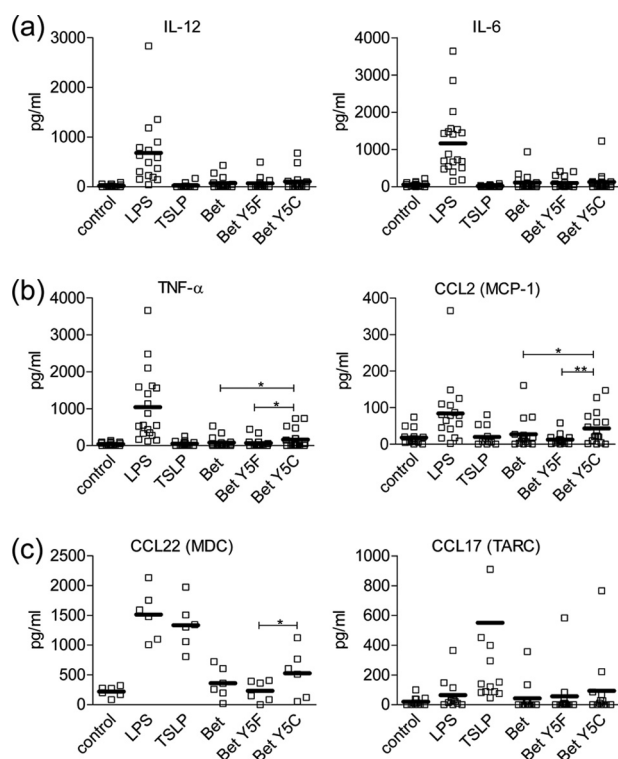 (a)
IL-12
pg/ml
3000
2000
1000
0
control
LPS
TSLP
Bet
Bet Y5F
Bet Y5C
IL-6
pg/ml
4000
3000
2000
1000
0
control
LPS
TSLP
Bet
Bet Y5F
Bet Y5C
(b)
TNF-α
pg/ml
4000
3000
2000
1000
0
*
*
control
LPS
TSLP
Bet
Bet Y5F
Bet Y5C
CCL2 (MCP-1)
pg/ml
400
300
200
100
0
*
**
control
LPS
TSLP
Bet
Bet Y5F
Bet Y5C
(c)
CCL22 (MDC)
pg/ml
2500
2000
1500
1000
500
0
*
control
LPS
TSLP
Bet
Bet Y5F
Bet Y5C
CCL17 (TARC)
pg/ml
1000
800
600
400
200
0
control
LPS
TSLP
Bet
Bet Y5F
Bet Y5C